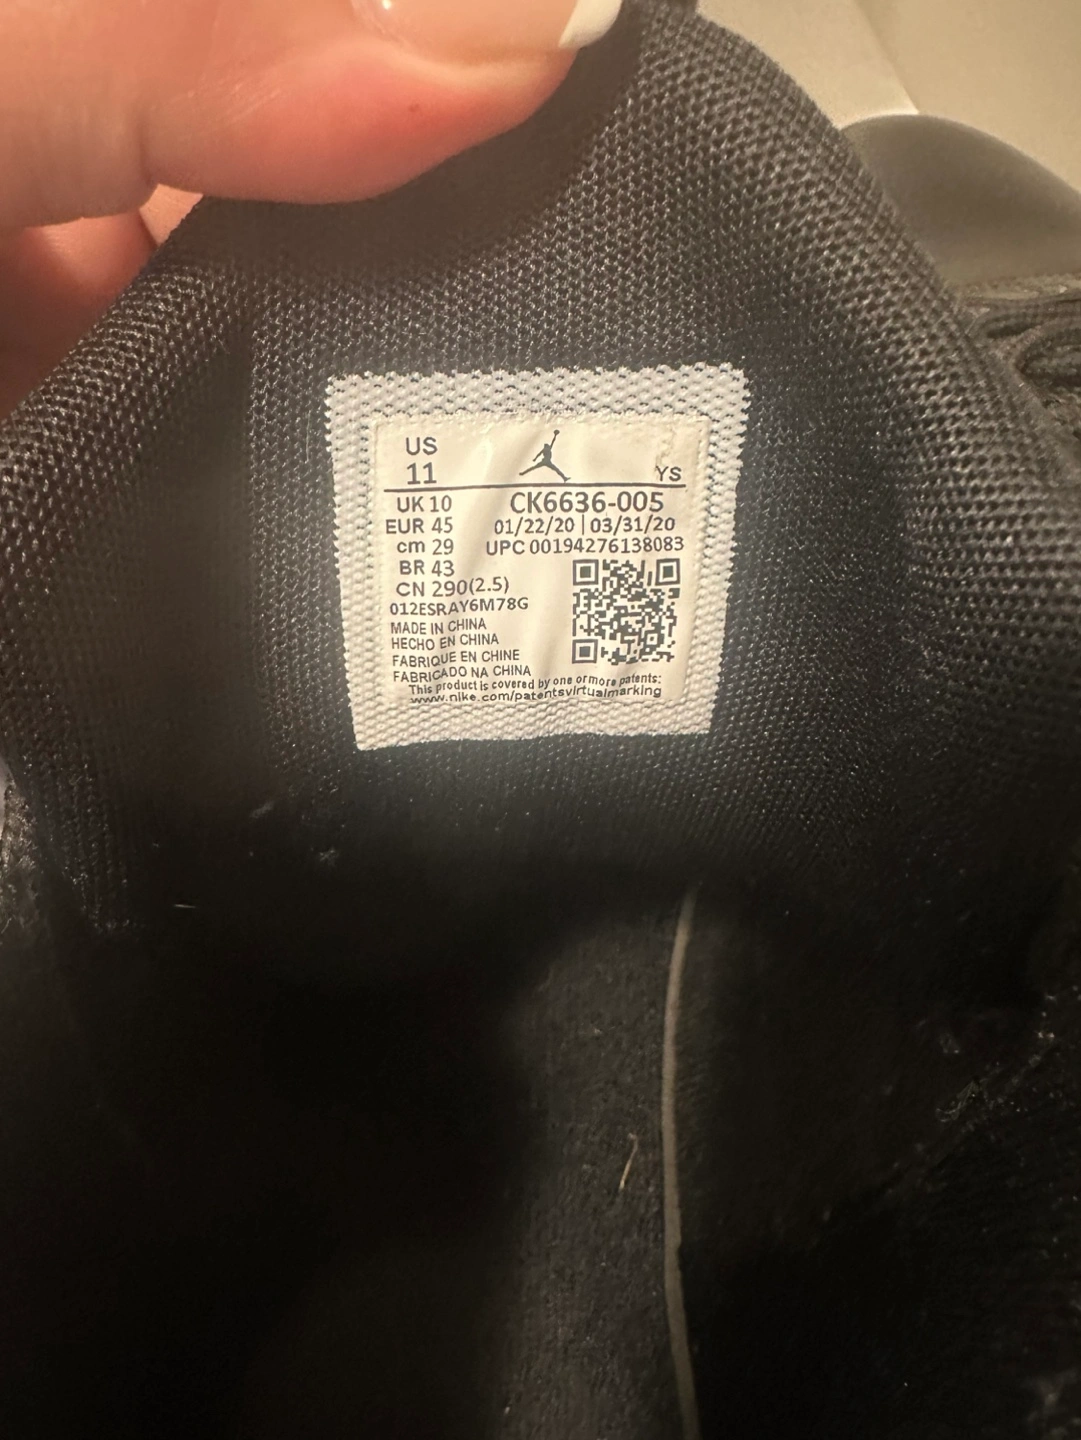 US
11
YS
UK 10
CK6636-005
EUR 45
01/22/20 | 03/31/20
cm 29
UPC 00194276138083
BR 43
CN 290(2.5)
012ESRAY6M78G
MADE IN CHINA
HECHO EN CHINA
FABRIQUE EN CHINE
FABRICADO NA CHINA
This product is covered by one or more patents:
www.nike.com/patentsvirtualmarking